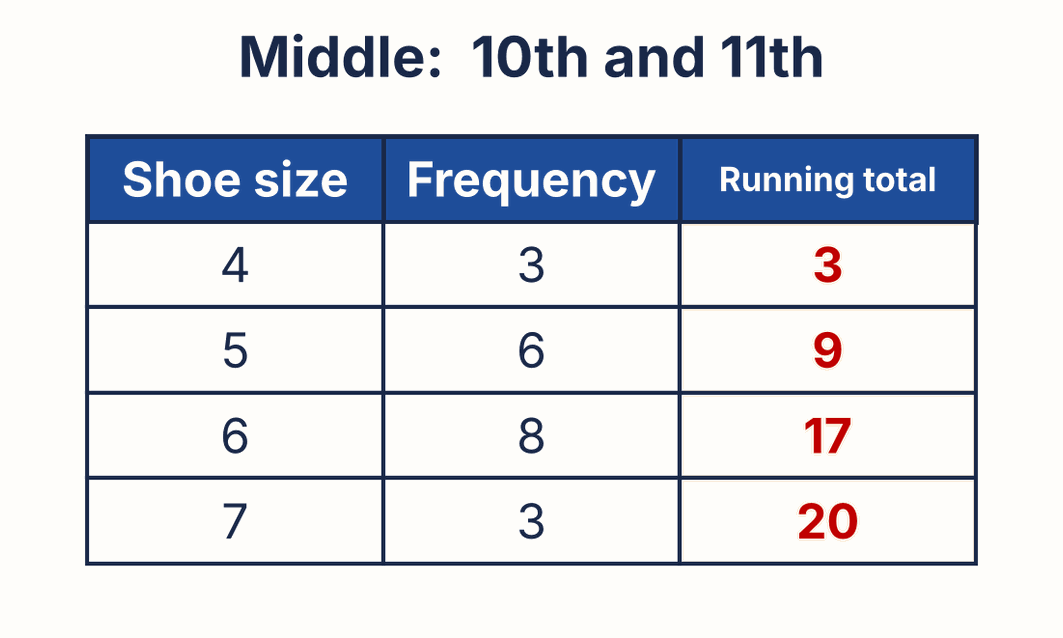 Middle:  10th and 11th
Shoe size Frequency Running total
4 3 3
5 6 9
6 8 17
7 3 20